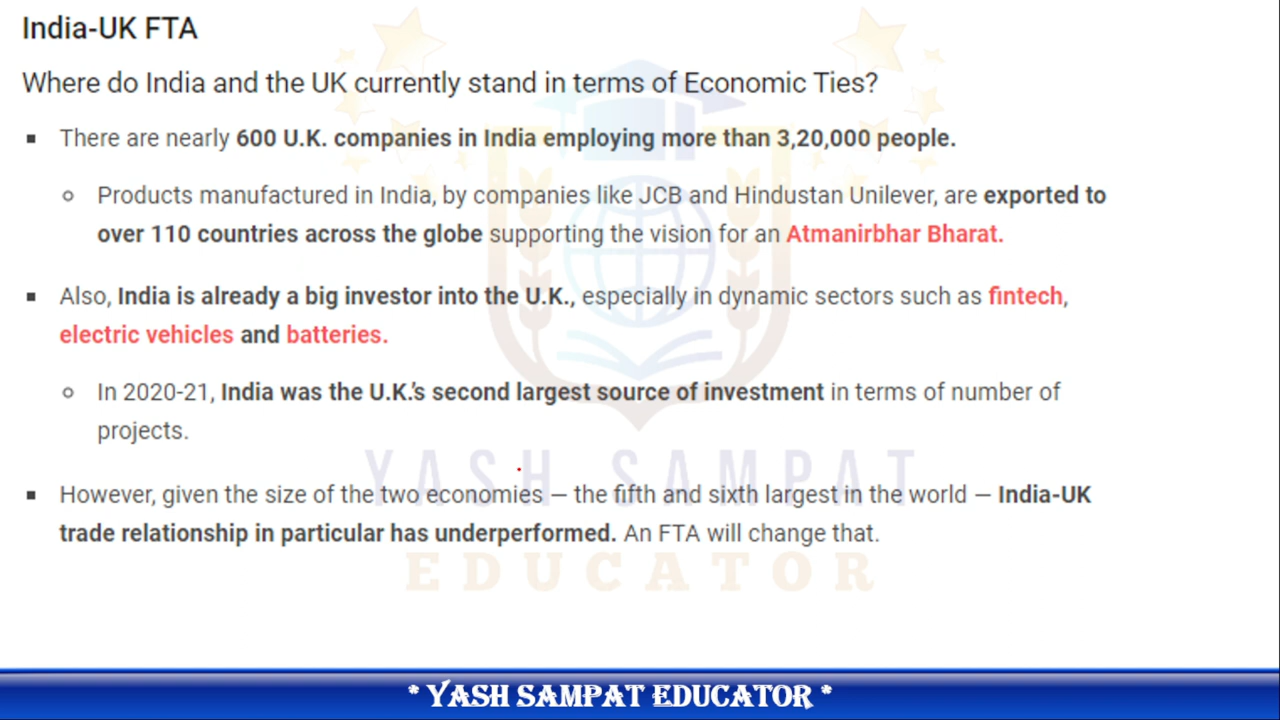 India-UK FTA
Where do India and the UK currently stand in terms of Economic Ties?
▪ There are nearly 600 U.K. companies in India employing more than 3,20,000 people.
o Products manufactured in India, by companies like JCB and Hindustan Unilever, are exported to
over 110 countries across the globe supporting the vision for an Atmanirbhar Bharat.
▪ Also, India is already a big investor into the U.K., especially in dynamic sectors such as fintech,
electric vehicles and batteries.
o In 2020-21, India was the U.K.'s second largest source of investment in terms of number of
projects.
YASH SAMPAT
▪ However, given the size of the two economies – the fifth and sixth largest in the world – India-UK
trade relationship in particular has underperformed. An FTA will change that.
EDUCATOR
* YASH SAMPAT EDUCATOR *